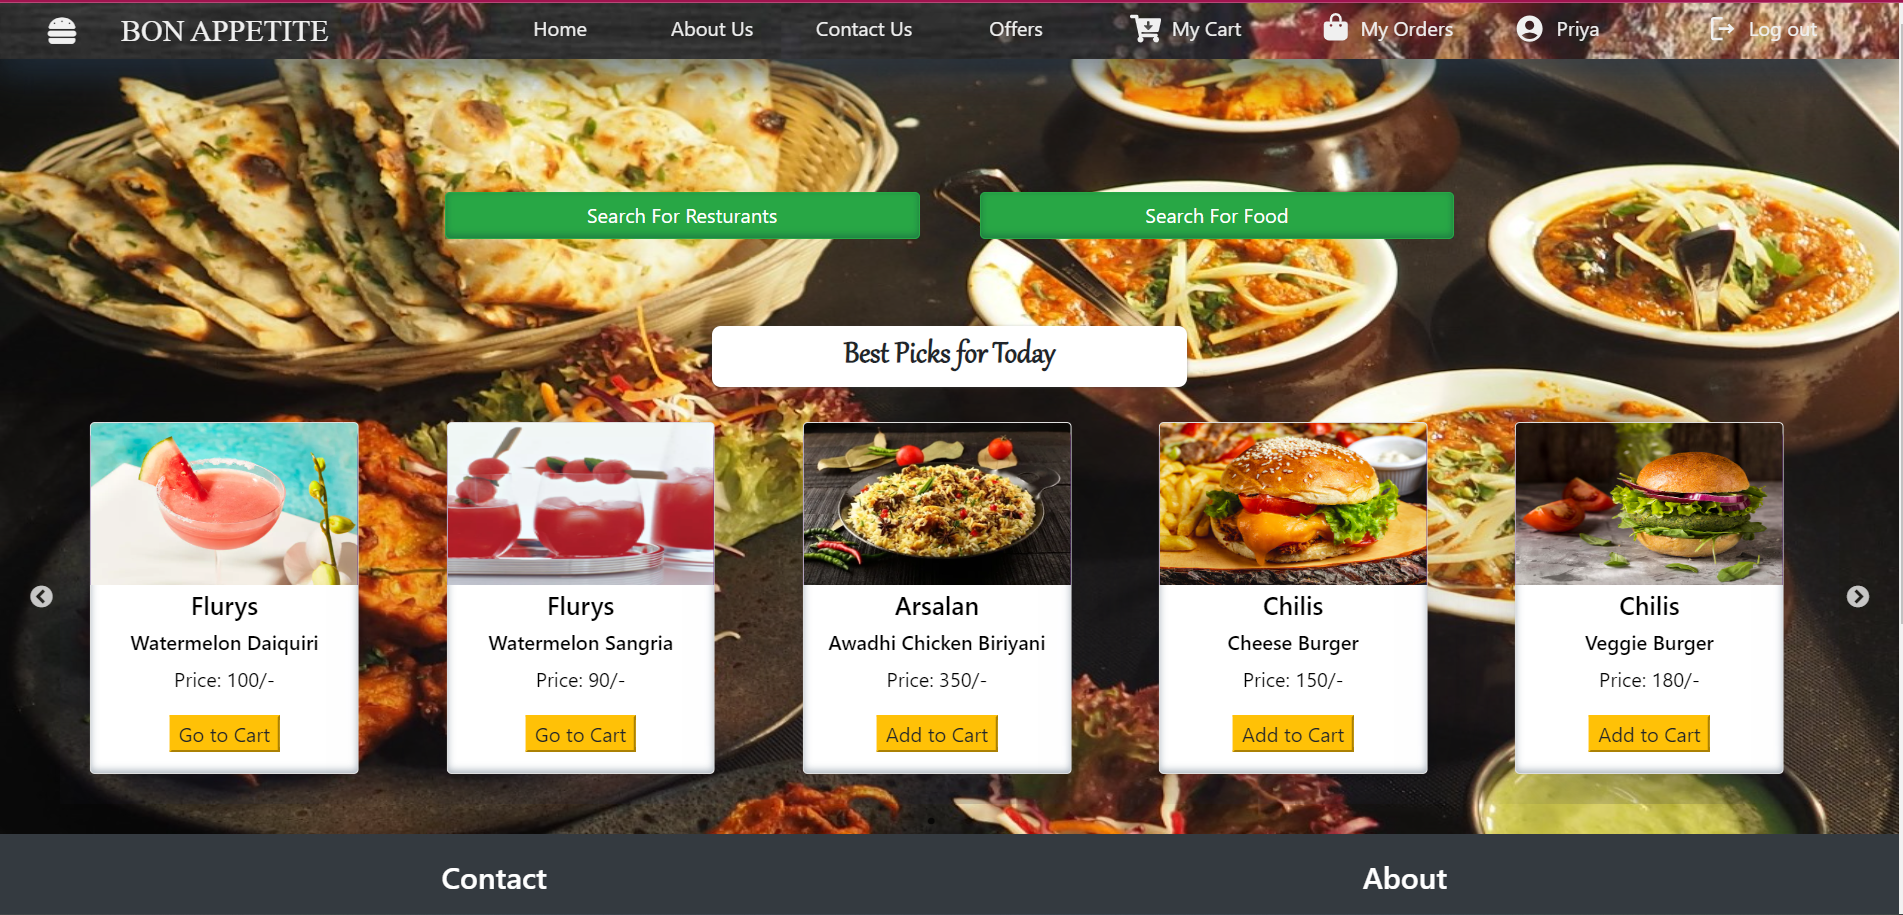 BON APPETITE
Home
About Us
Contact Us
Offers
My Cart
My Orders
Priya
Log out
Search For Resturants
Search For Food
Best Picks for Today
Flurys
Watermelon Daiquiri
Price: 100/-
Go to Cart
Flurys
Watermelon Sangria
Price: 90/-
Go to Cart
Arsalan
Awadhi Chicken Biriyani
Price: 350/-
Add to Cart
Chilis
Cheese Burger
Price: 150/-
Add to Cart
Chilis
Veggie Burger
Price: 180/-
Add to Cart
Contact
About